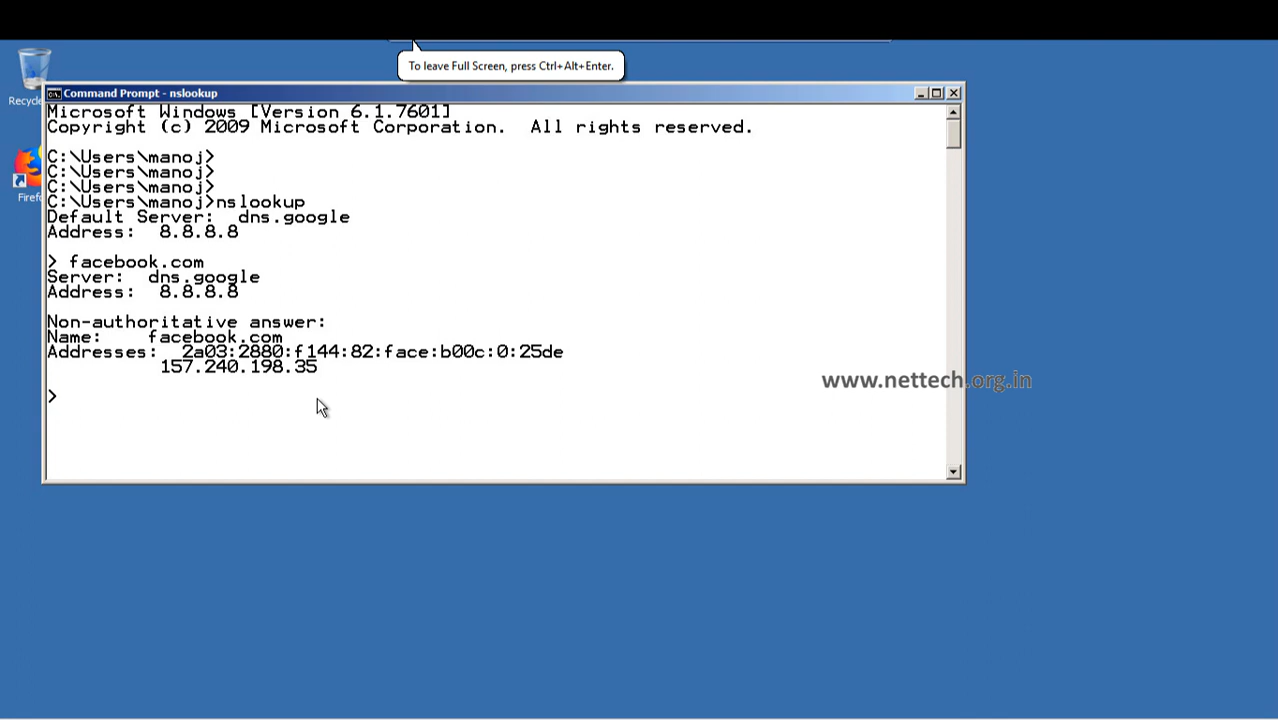 To leave Full Screen, press Ctrl+Alt+Enter.
Command Prompt - nslookup
Microsoft Windows [Version 6.1.7601]
Copyright (c) 2009 Microsoft Corporation.  All rights reserved.
C:\Users\manoj>
C:\Users\manoj>
C:\Users\manoj>
C:\Users\manoj>nslookup
Default Server:  dns.google
Address:  8.8.8.8
> facebook.com
Server:  dns.google
Address:  8.8.8.8
Non-authoritative answer:
Name:    facebook.com
Addresses:  2a03:2880:f144:82:face:b00c:0:25de
157.240.198.35
>
www.nettech.org.in
Recycle
Firef